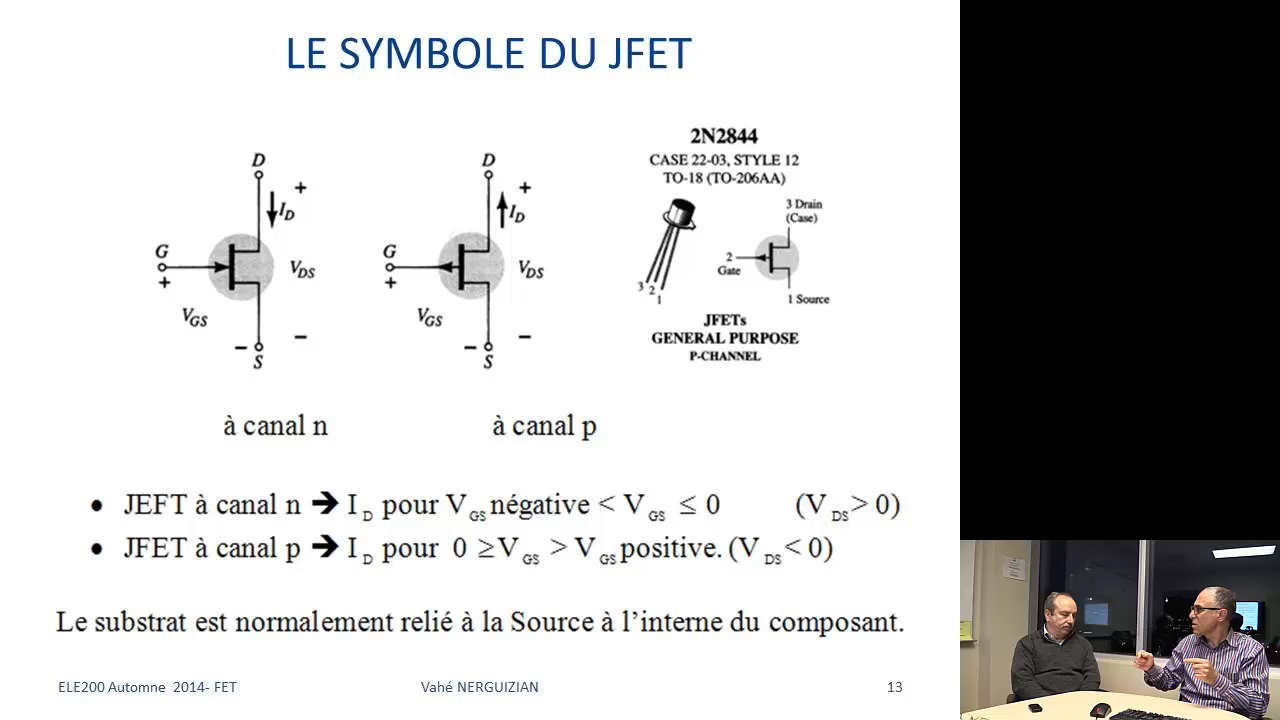 LE SYMBOLE DU JFET
D
+
I_D
G
+
V_DS
V_GS
–
–
S
à canal n
D
+
I_D
G
+
V_DS
V_GS
–
–
S
à canal p
2N2844
CASE 22-03, STYLE 12
TO-18 (TO-206AA)
3 Drain
(Case)
2
Gate
3 2 1
1 Source
JFETs
GENERAL PURPOSE
P-CHANNEL
• JEFT à canal n ➔ I_D pour V_GS négative < V_GS ≤ 0 (V_DS > 0)
• JFET à canal p ➔ I_D pour 0 ≥ V_GS > V_GS positive. (V_DS < 0)
Le substrat est normalement relié à la Source à l’interne du composant.
ELE200 Automne 2014- FET
Vahé NERGUIZIAN
13